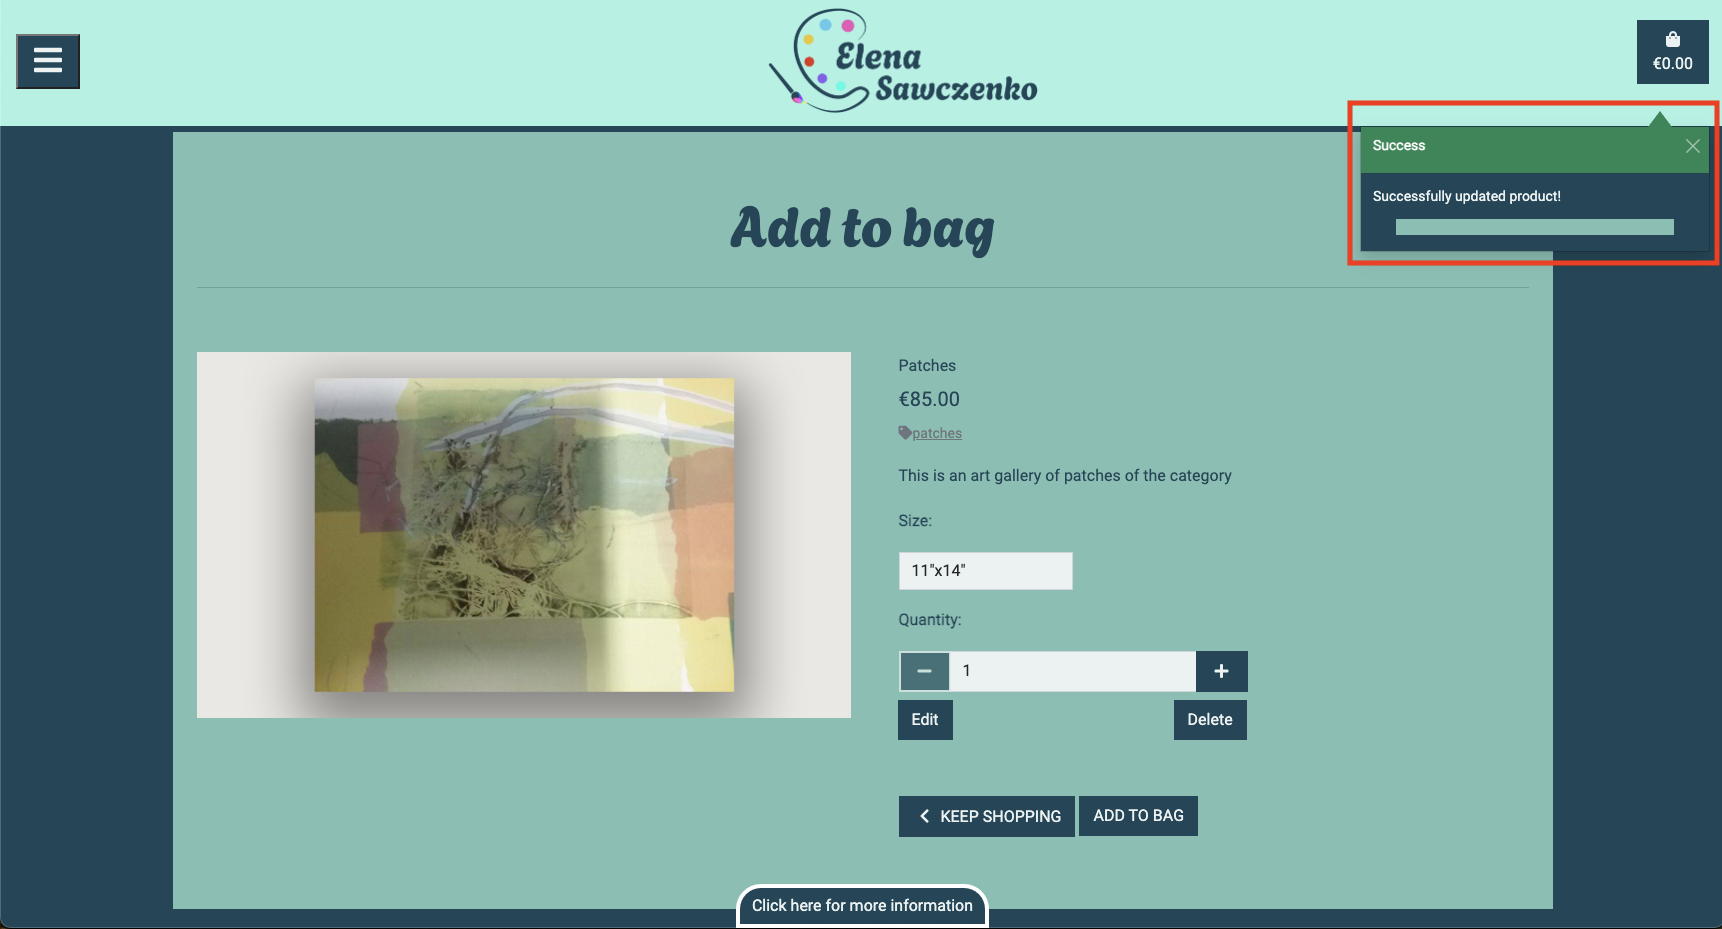 Elena
Sawczenko
€0.00
Success
Successfully updated product!
Add to bag
Patches
€85.00
patches
This is an art gallery of patches of the category
Size:
11"x14"
Quantity:
1
Edit
Delete
KEEP SHOPPING
ADD TO BAG
Click here for more information